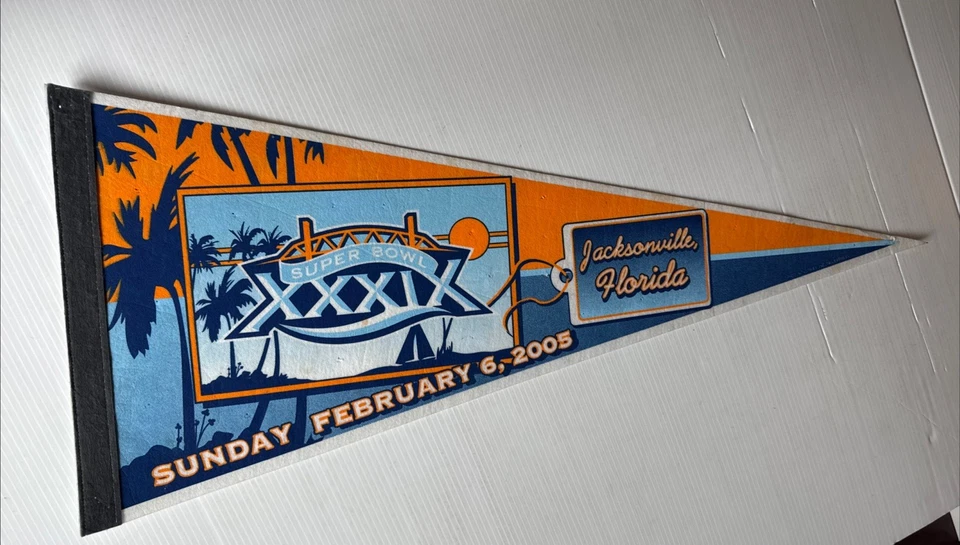 SUPER BOWL
XXXIX
Jacksonville,
Florida
SUNDAY FEBRUARY 6, 2005